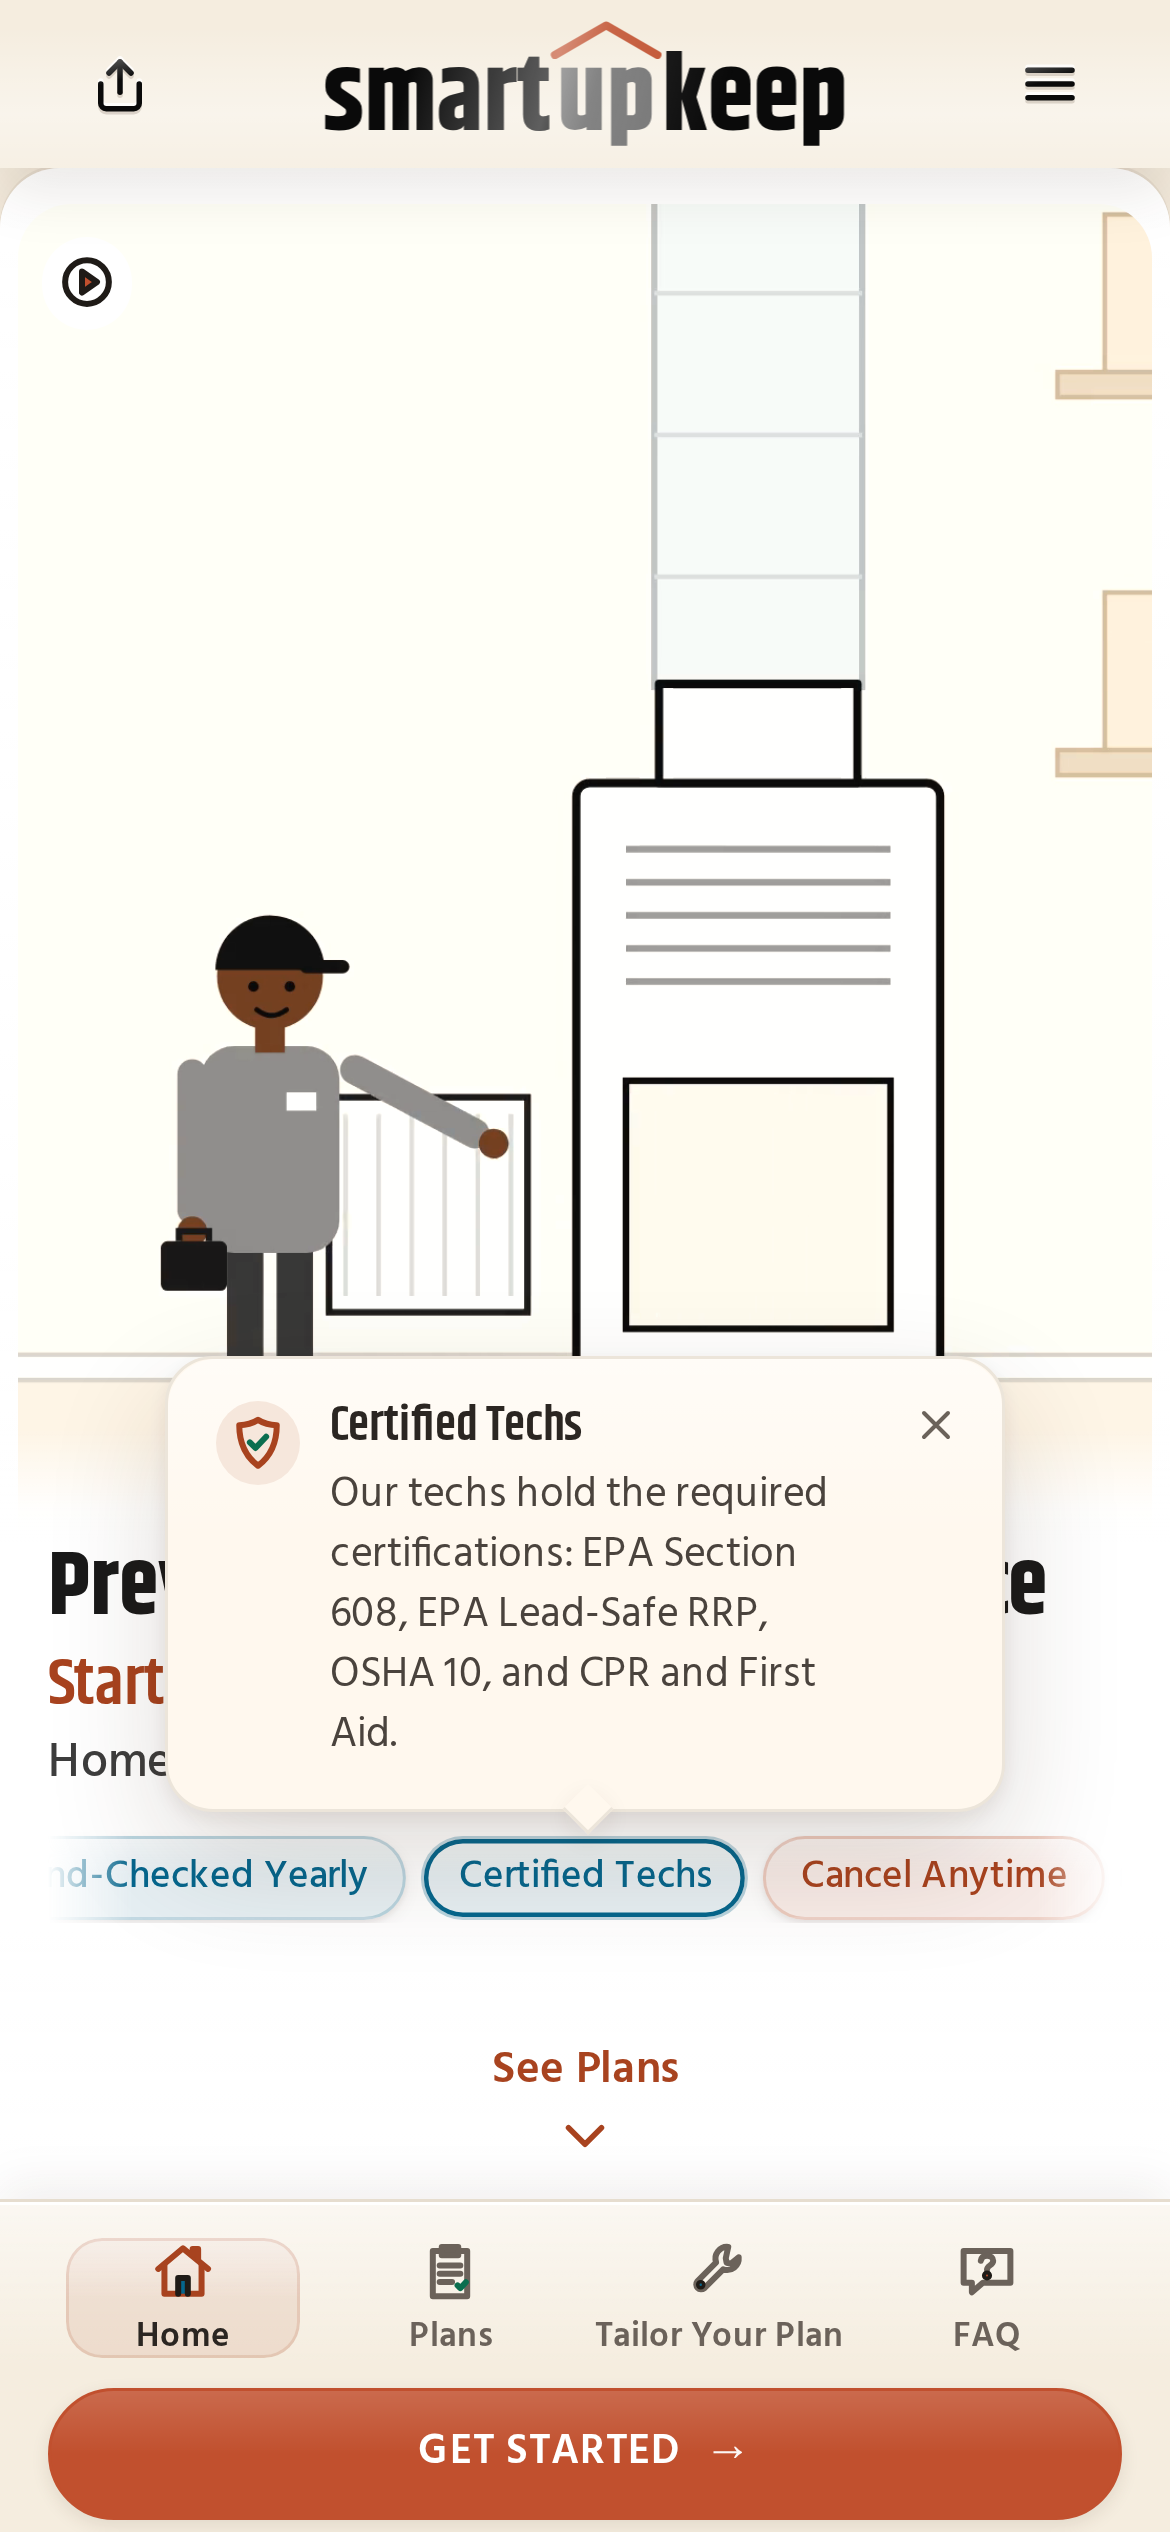 smartupkeep
Certified Techs
Our techs hold the required
certifications: EPA Section
608, EPA Lead-Safe RRP,
OSHA 10, and CPR and First
Aid.
Start
Home
-Checked Yearly
Certified Techs
Cancel Anytime
See Plans
Home
Plans
Tailor Your Plan
FAQ
GET STARTED →